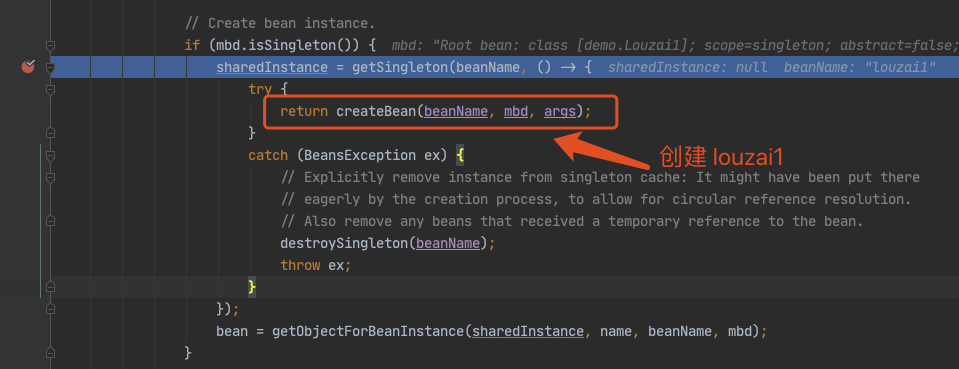 // Create bean instance.
if (mbd.isSingleton()) { mbd: "Root bean: class [demo.Louzai1]; scope=singleton; abstract=false;
sharedInstance = getSingleton(beanName, () -> { sharedInstance: null beanName: "louzai1"
try {
return createBean(beanName, mbd, args);
}
创建 louzai1
catch (BeansException ex) {
// Explicitly remove instance from singleton cache: It might have been put there
// eagerly by the creation process, to allow for circular reference resolution.
// Also remove any beans that received a temporary reference to the bean.
destroySingleton(beanName);
throw ex;
}
});
bean = getObjectForBeanInstance(sharedInstance, name, beanName, mbd);
}